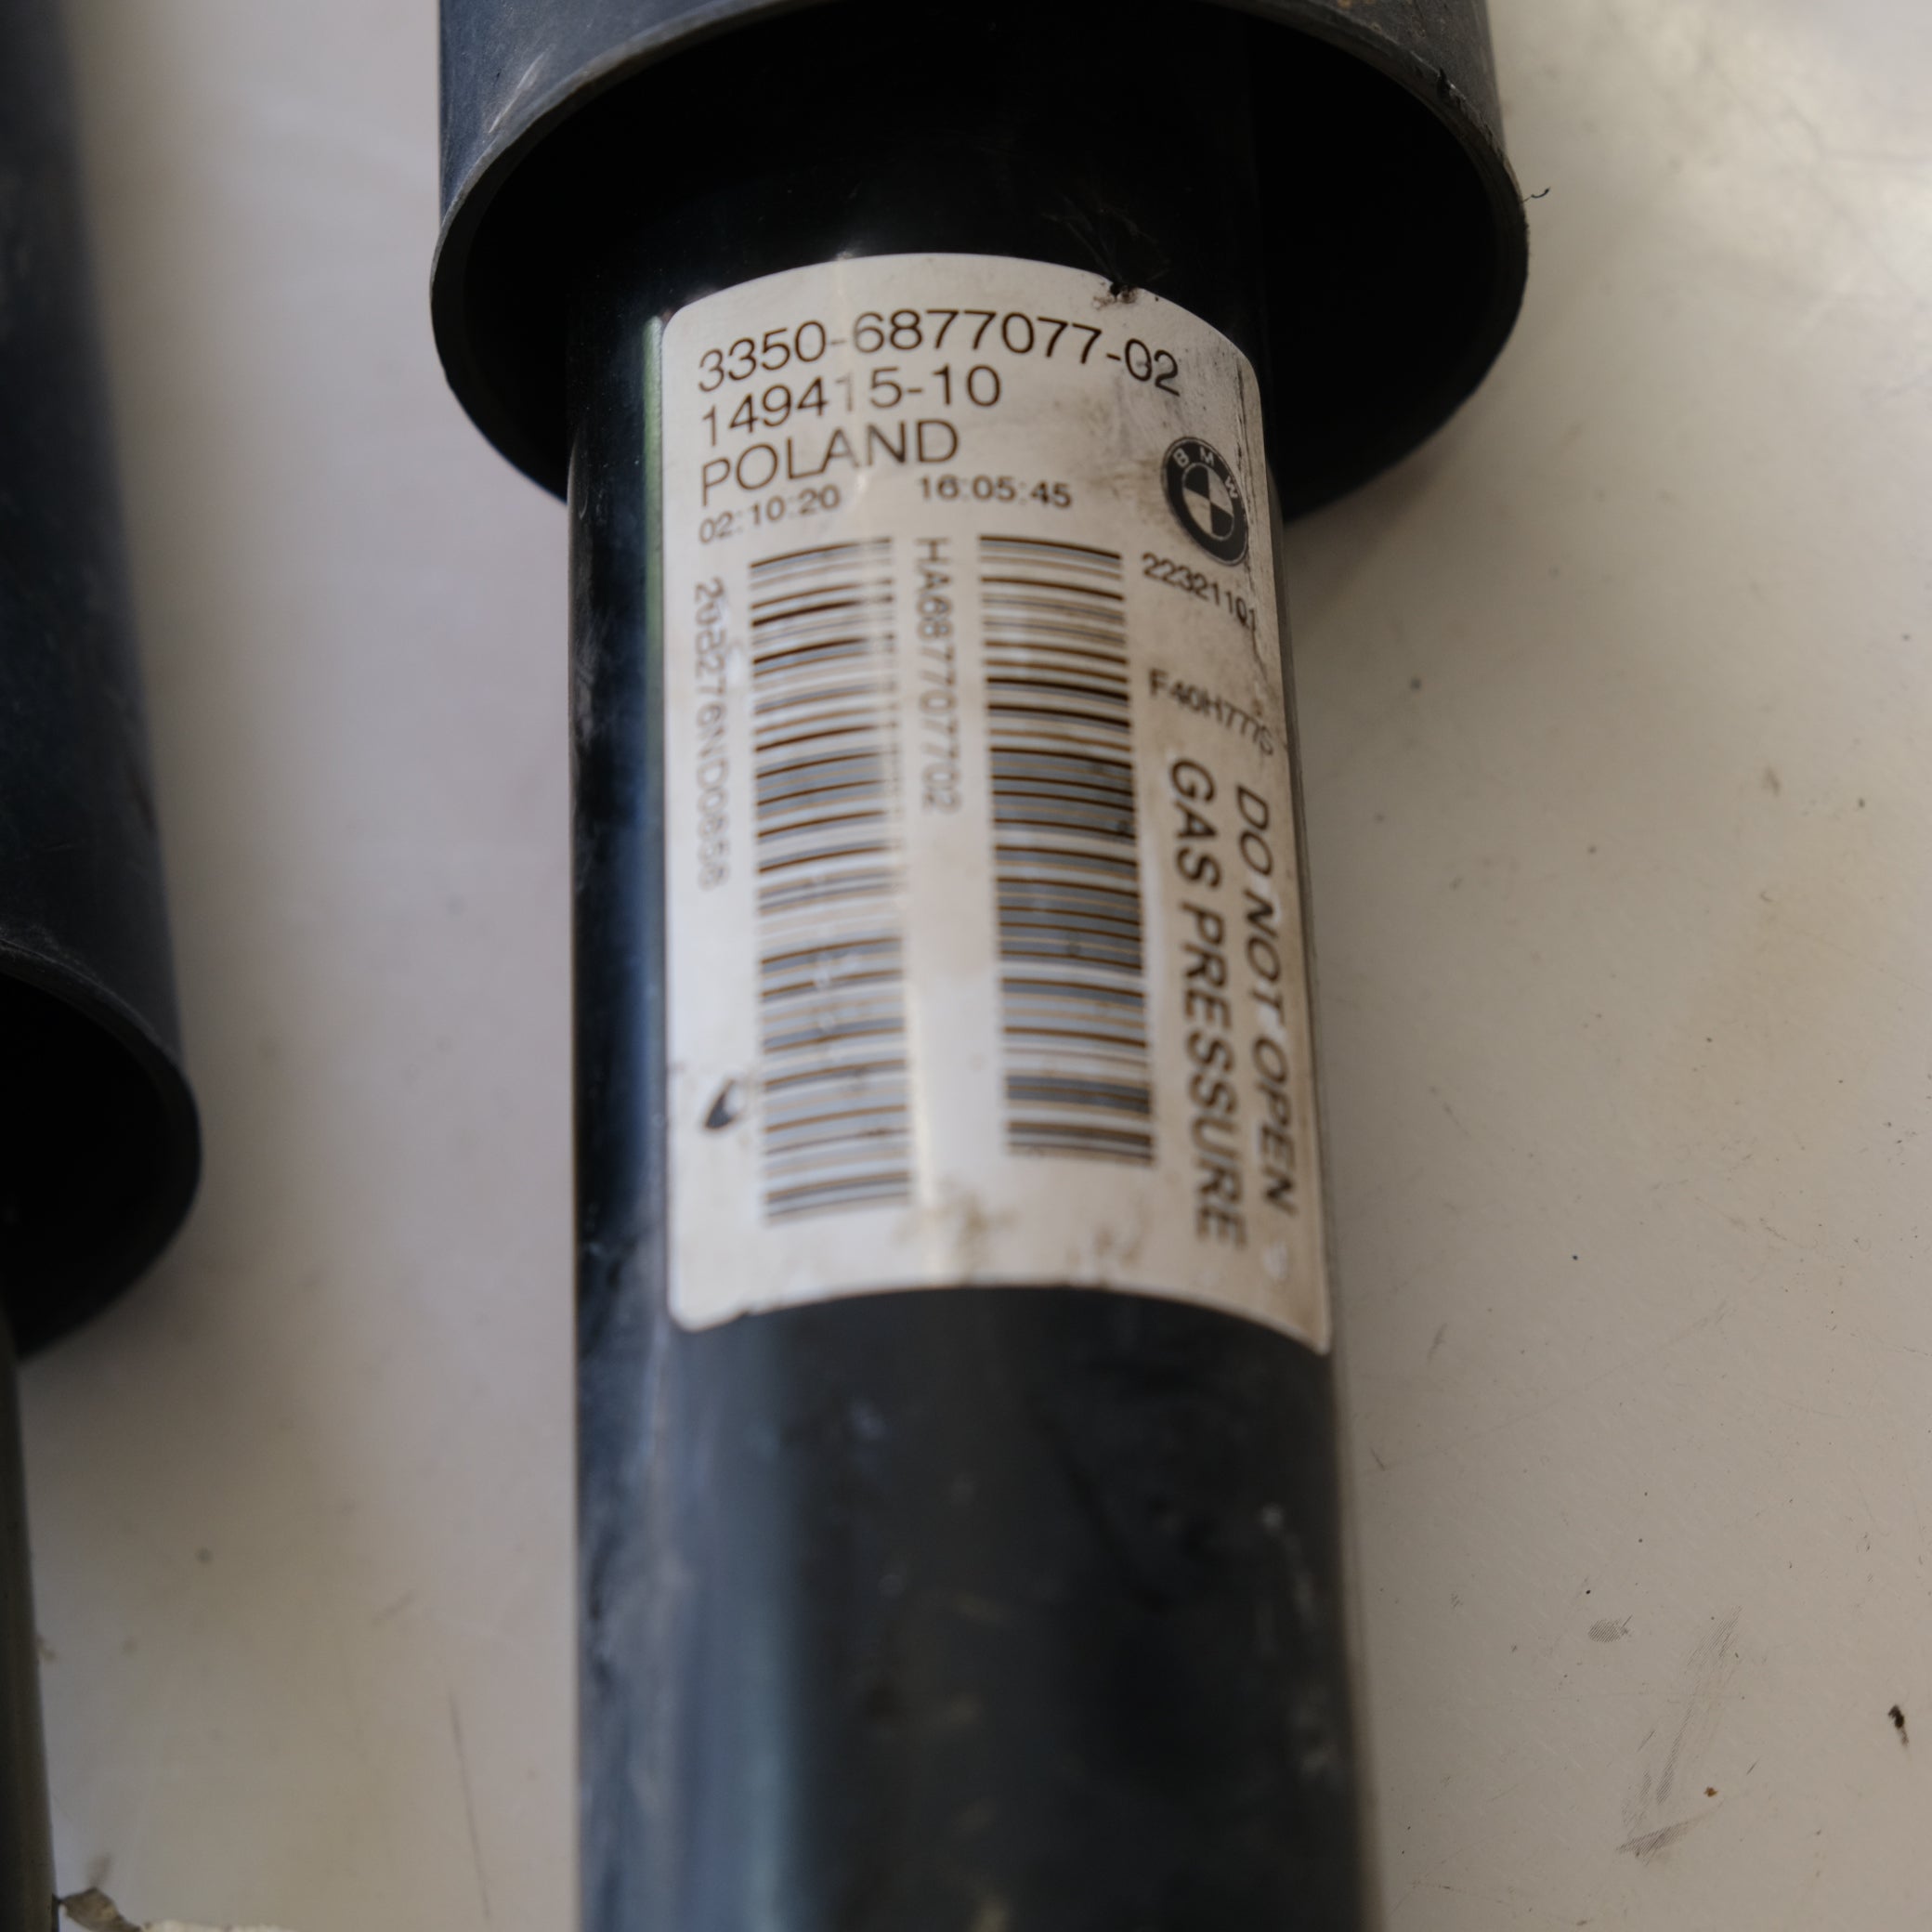 3350-6877077-02
149415-10
POLAND
02:10:20 16:05:45
BMW
22321101
F40H777S
HA687707702
DO NOT OPEN
GAS PRESSURE